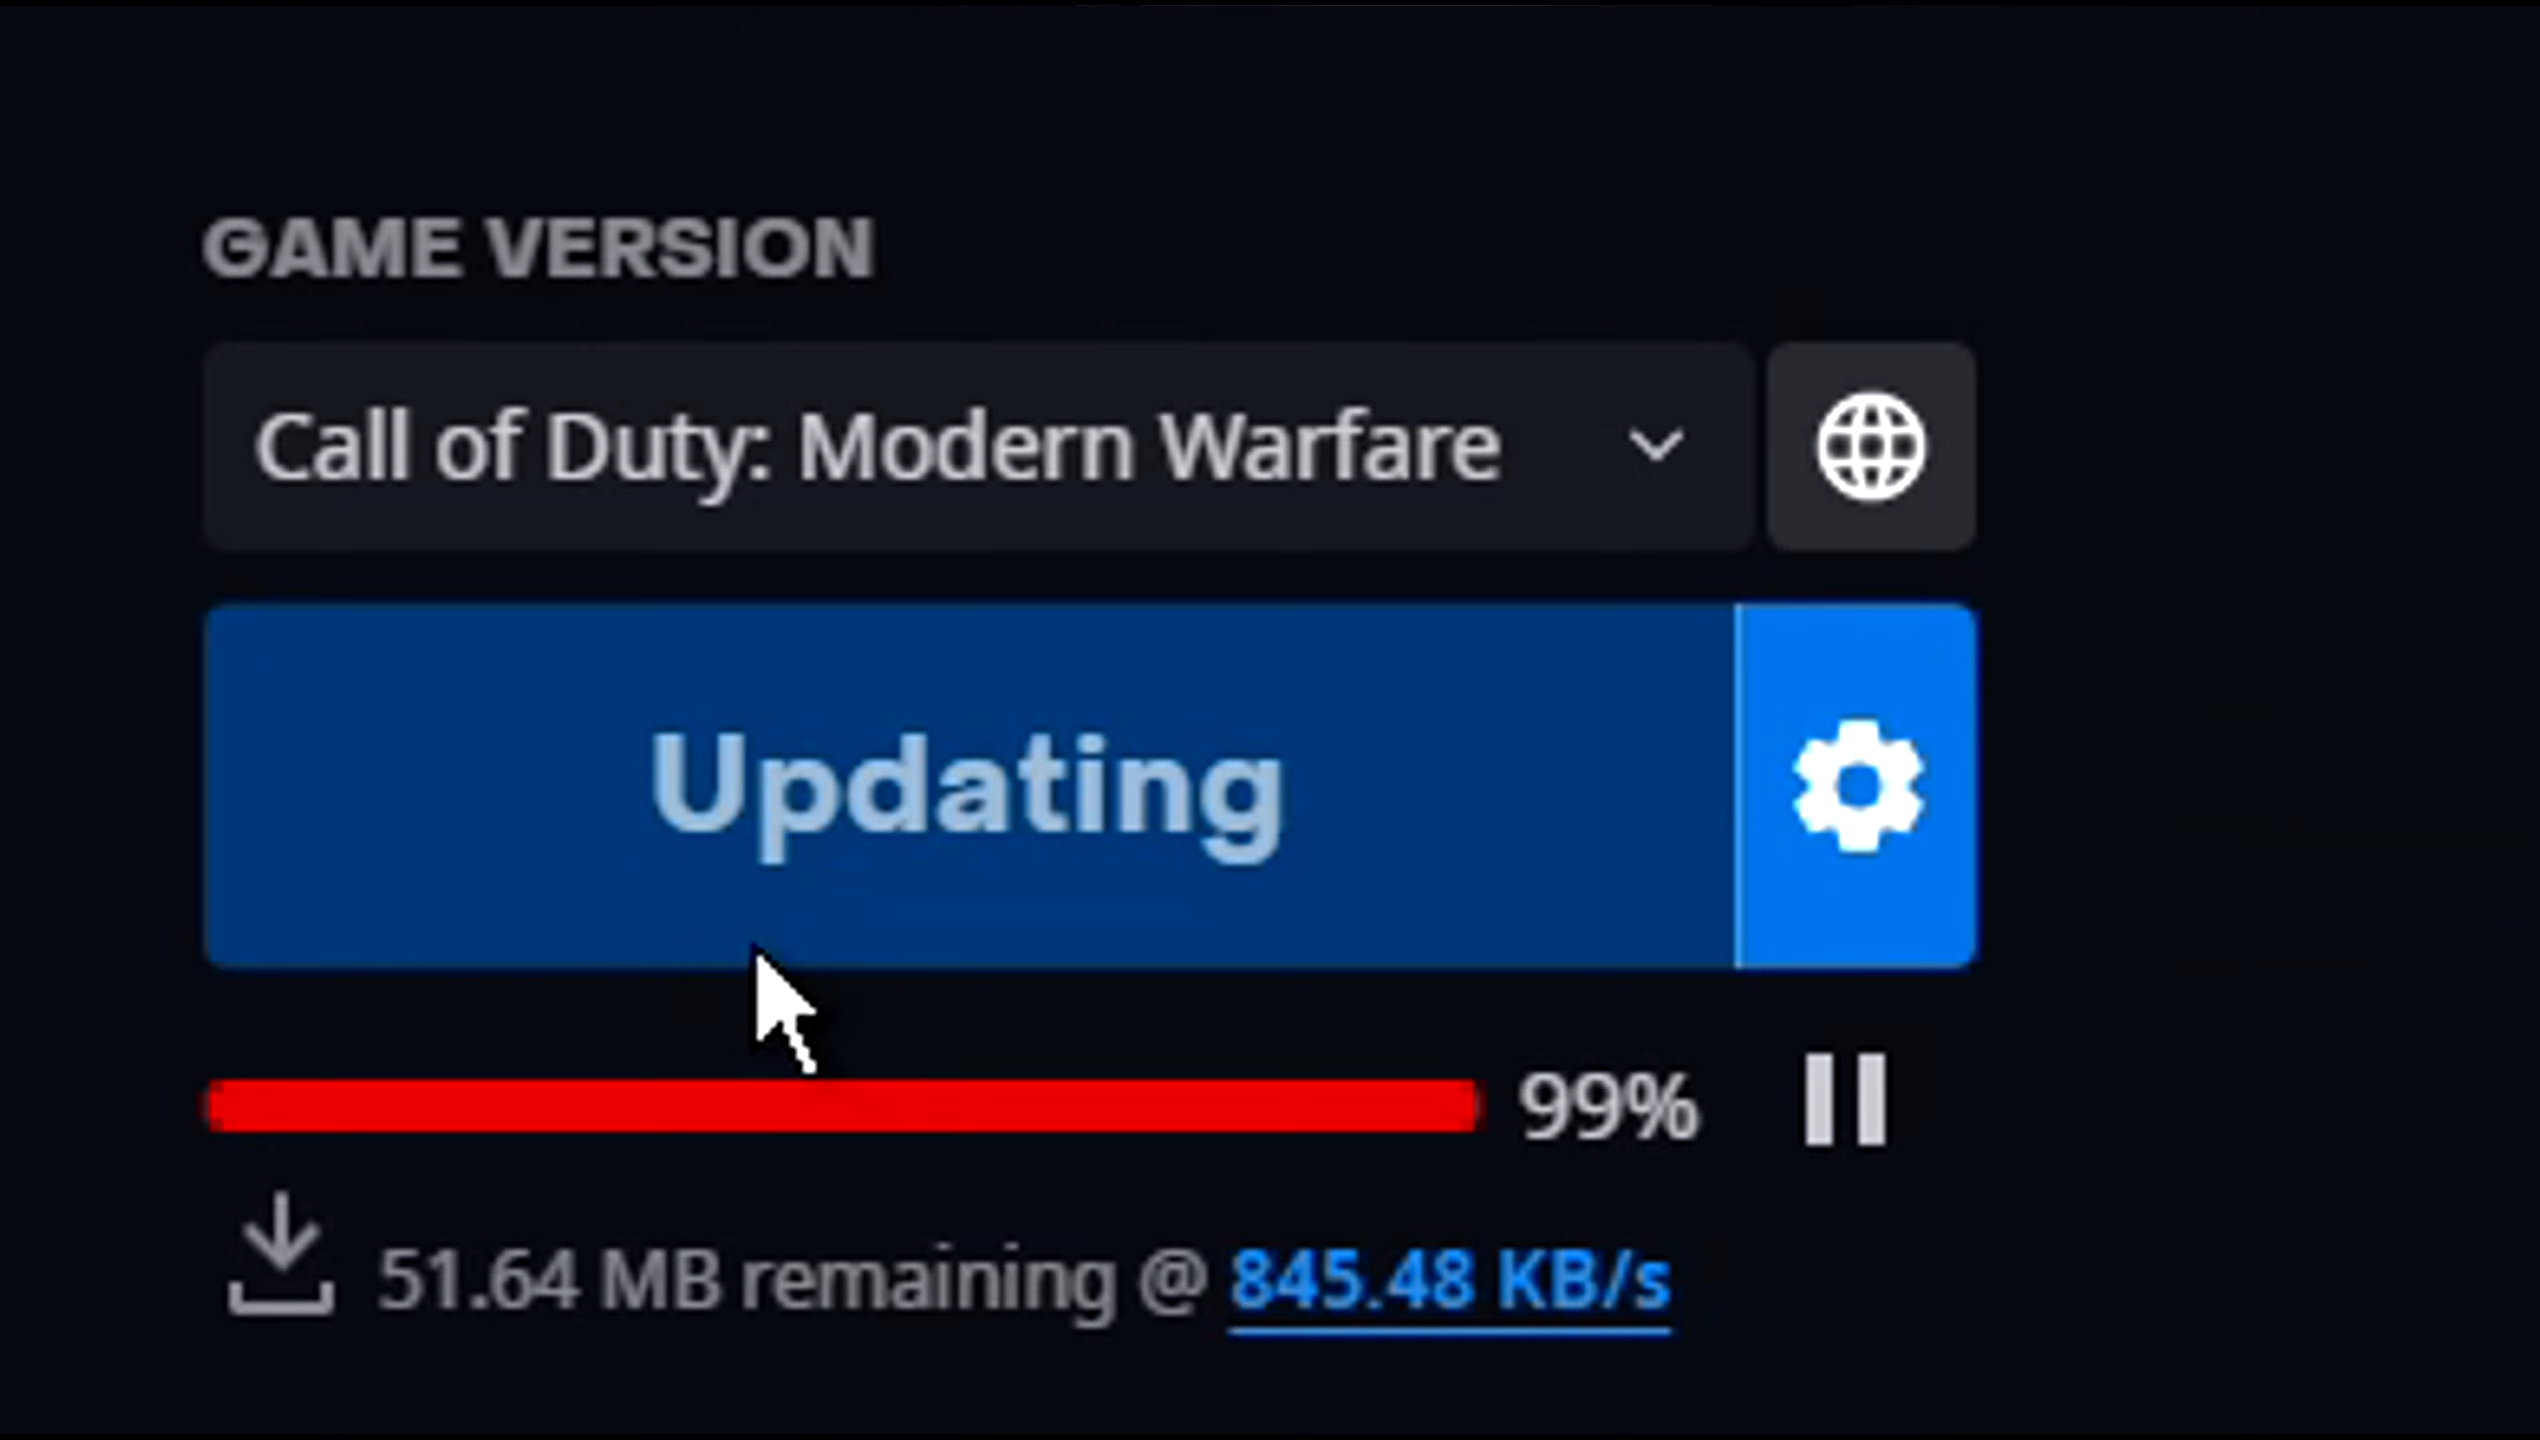 GAME VERSION
Call of Duty: Modern Warfare
Updating
99%
51.64 MB remaining @ 845.48 KB/s